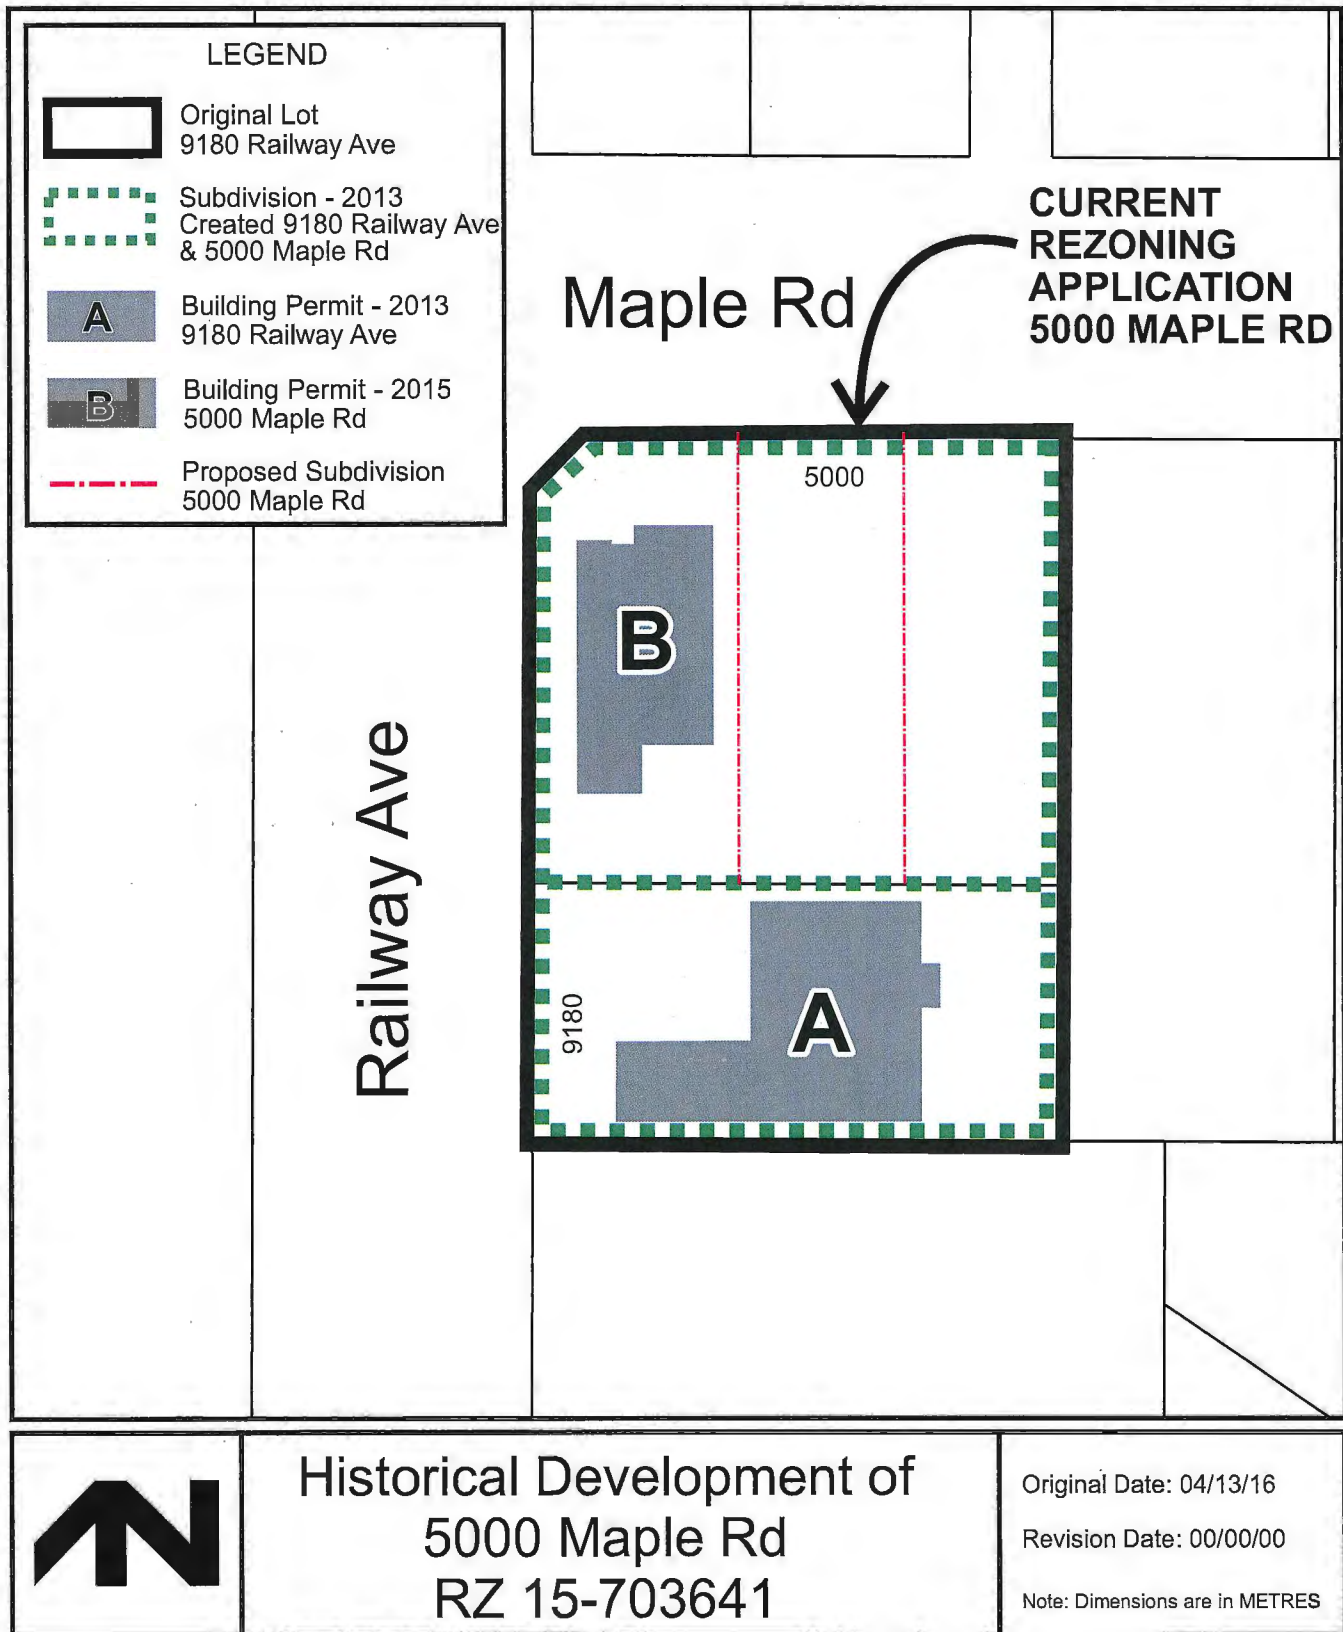 LEGEND
Original Lot
9180 Railway Ave
Subdivision - 2013
Created 9180 Railway Ave
& 5000 Maple Rd
A
Building Permit - 2013
9180 Railway Ave
B
Building Permit - 2015
5000 Maple Rd
Proposed Subdivision
5000 Maple Rd
CURRENT
REZONING
APPLICATION
5000 MAPLE RD
Maple Rd
5000
B
Railway Ave
9180
A
N
Historical Development of
5000 Maple Rd
RZ 15-703641
Original Date: 04/13/16
Revision Date: 00/00/00
Note: Dimensions are in METRES